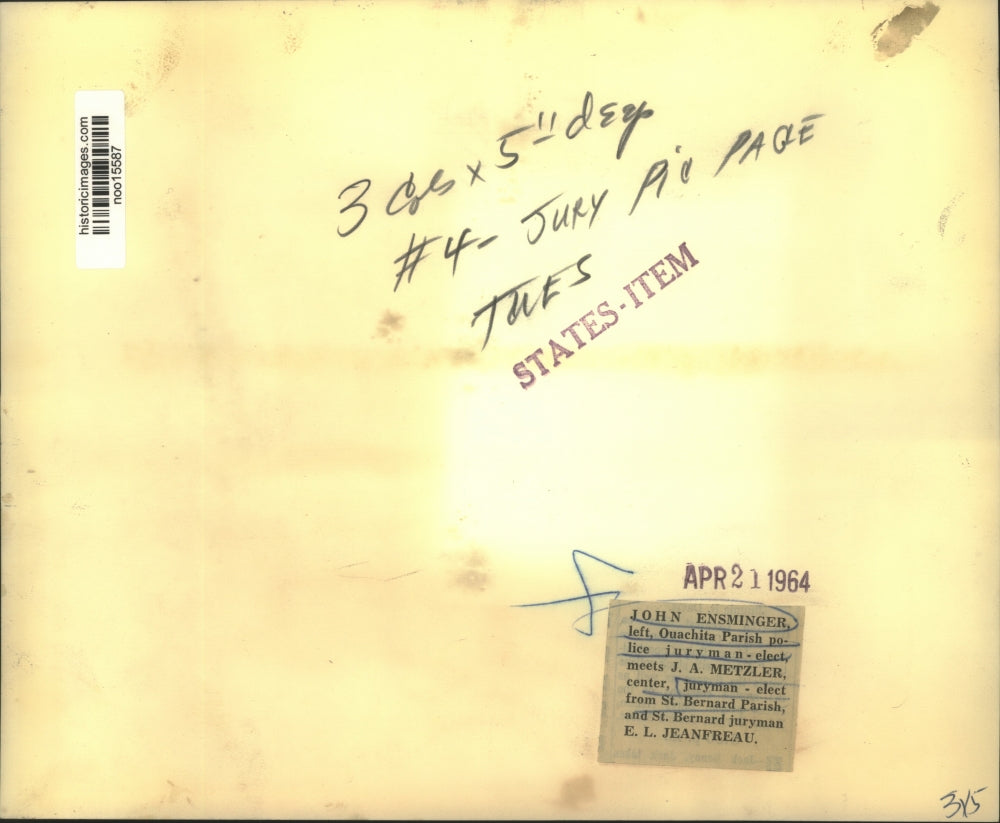 historicimages.com
noo15587
3 Cols x 5" deep
#4- JURY PIC PAGE
TUES
STATES-ITEM
APR 21 1964
JOHN ENSMINGER,
left, Ouachita Parish po-
lice juryman-elect,
meets J. A. METZLER,
center, juryman - elect
from St. Bernard Parish,
and St. Bernard juryman
E. L. JEANFREAU.
3x5